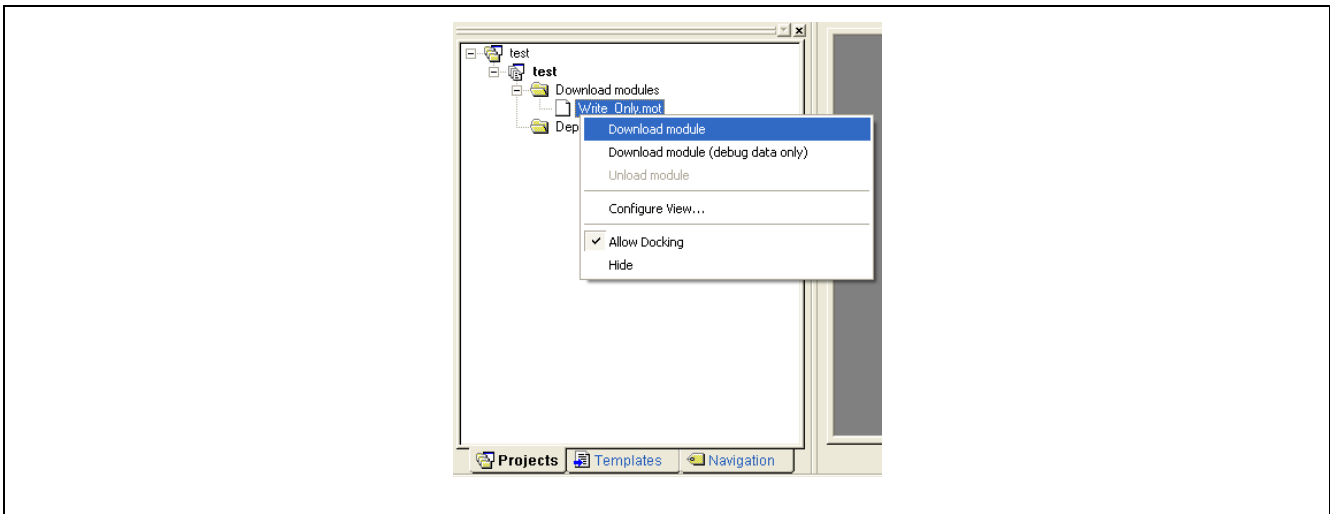 test
test
Download modules
Write_Only.mot
Dep
Download module
Download module (debug data only)
Unload module
Configure View...
Allow Docking
Hide
Projects Templates Navigation